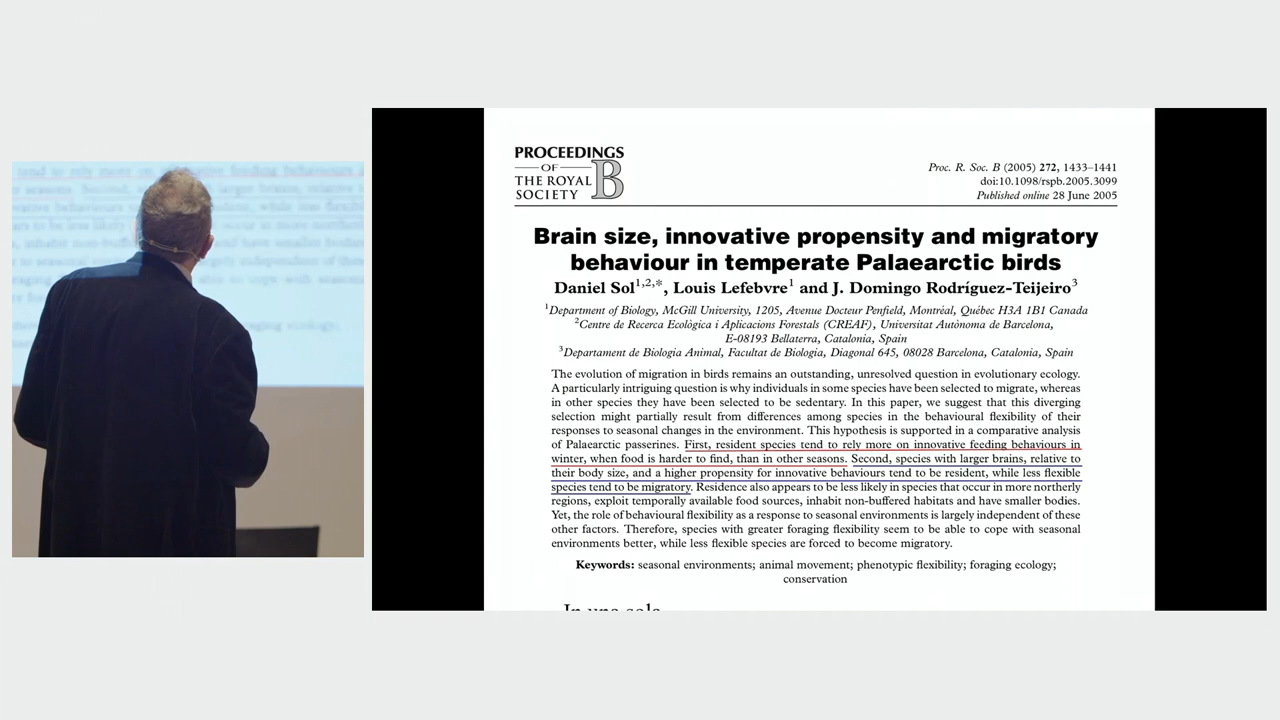 tend to rely more on
PROCEEDINGS
OF
THE ROYAL
SOCIETY
B
Proc. R. Soc. B (2005) 272, 1433–1441
doi:10.1098/rspb.2005.3099
Published online 28 June 2005
Brain size, innovative propensity and migratory
behaviour in temperate Palaearctic birds
Daniel Sol1,2,*, Louis Lefebvre1 and J. Domingo Rodríguez-Teijeiro3
1Department of Biology, McGill University, 1205, Avenue Docteur Penfield, Montréal, Québec H3A 1B1 Canada
2Centre de Recerca Ecològica i Aplicacions Forestals (CREAF), Universitat Autònoma de Barcelona,
E-08193 Bellaterra, Catalonia, Spain
3Departament de Biologia Animal, Facultat de Biologia, Diagonal 645, 08028 Barcelona, Catalonia, Spain
The evolution of migration in birds remains an outstanding, unresolved question in evolutionary ecology.
A particularly intriguing question is why individuals in some species have been selected to migrate, whereas
in other species they have been selected to be sedentary. In this paper, we suggest that this diverging
selection might partially result from differences among species in the behavioural flexibility of their
responses to seasonal changes in the environment. This hypothesis is supported in a comparative analysis
of Palaearctic passerines. First, resident species tend to rely more on innovative feeding behaviours in
winter, when food is harder to find, than in other seasons. Second, species with larger brains, relative to
their body size, and a higher propensity for innovative behaviours tend to be resident, while less flexible
species tend to be migratory. Residence also appears to be less likely in species that occur in more northerly
regions, exploit temporally available food sources, inhabit non-buffered habitats and have smaller bodies.
Yet, the role of behavioural flexibility as a response to seasonal environments is largely independent of these
other factors. Therefore, species with greater foraging flexibility seem to be able to cope with seasonal
environments better, while less flexible species are forced to become migratory.
Keywords: seasonal environments; animal movement; phenotypic flexibility; foraging ecology;
conservation